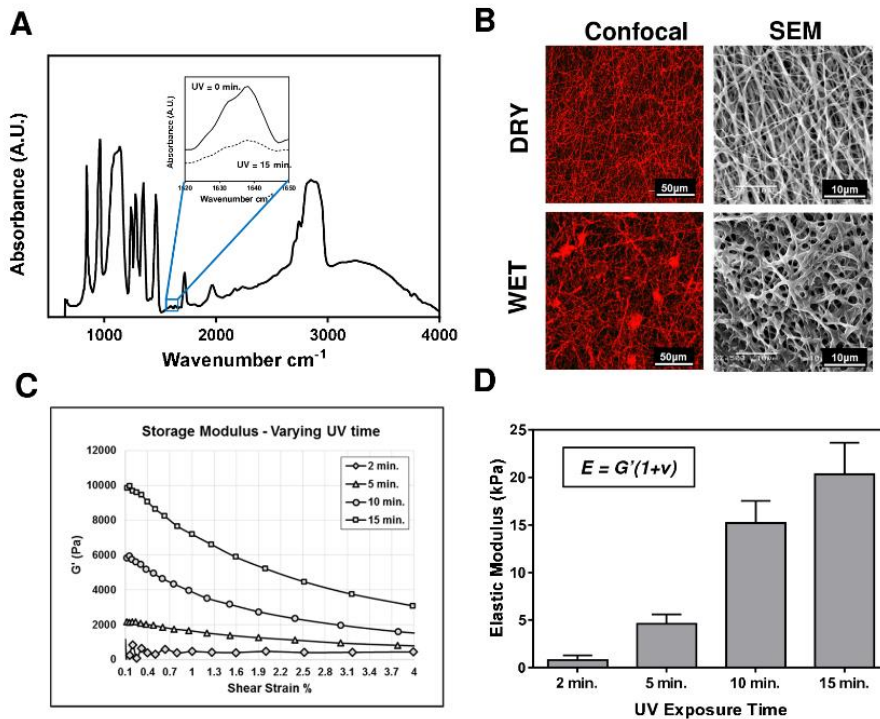 A
Absorbance (A.U.)
Absorbance (A.U.)
UV = 0 min.
UV = 15 min.
1620 1630 1640 1650
Wavenumber cm-1
1000 2000 3000 4000
Wavenumber cm-1
B
Confocal SEM
DRY
50µm 10µm
WET
50µm 10µm
C
Storage Modulus - Varying UV time
G' (Pa)
12000
10000
8000
6000
4000
2000
0
2 min.
5 min.
10 min.
15 min.
0.1 0.4 0.7 1 1.3 1.6 1.9 2.2 2.5 2.8 3.1 3.4 3.7 4
Shear Strain %
D
Elastic Modulus (kPa)
25
20
15
10
5
0
E = G'(1+v)
2 min. 5 min. 10 min. 15 min.
UV Exposure Time